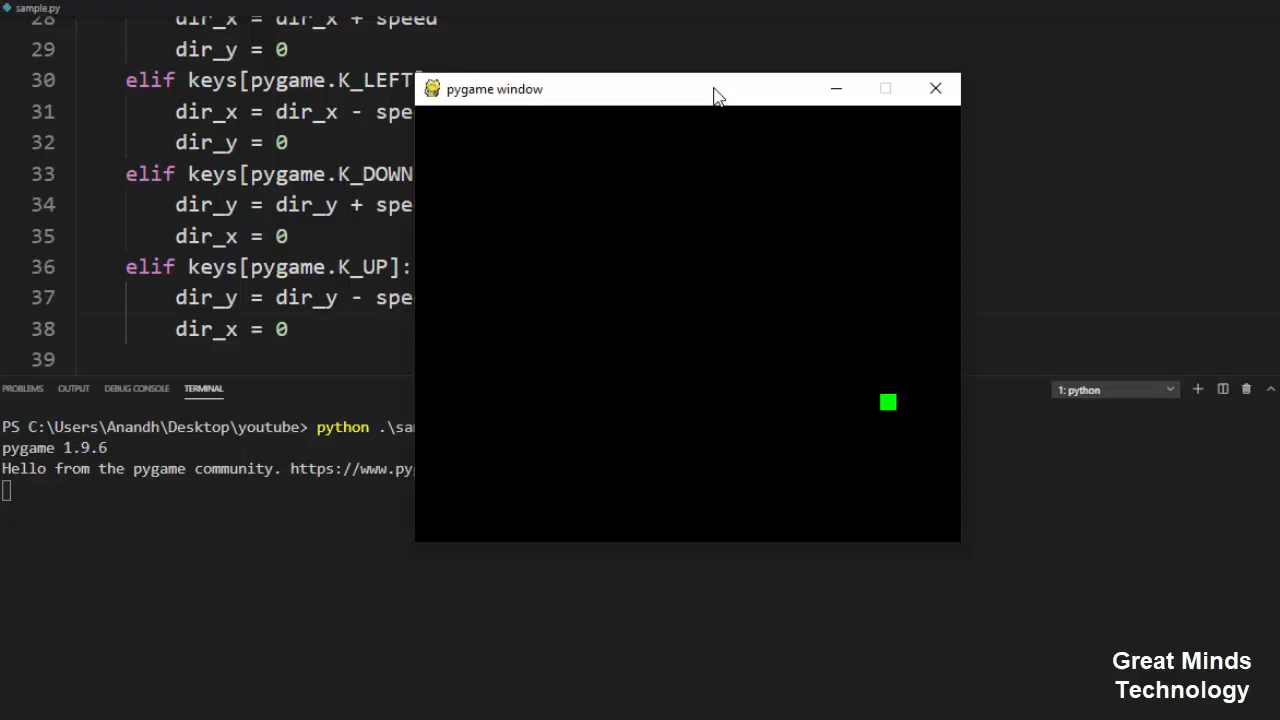 sample.py
28 dir_x = dir_x + speed
29 dir_y = 0
30 elif keys[pygame.K_LEFT
31 dir_x = dir_x - spe
32 dir_y = 0
33 elif keys[pygame.K_DOWN
34 dir_y = dir_y + spe
35 dir_x = 0
36 elif keys[pygame.K_UP]:
37 dir_y = dir_y - spe
38 dir_x = 0
39
pygame window
PROBLEMS OUTPUT DEBUG CONSOLE TERMINAL 1: python
PS C:\Users\Anandh\Desktop\youtube> python .\sa
pygame 1.9.6
Hello from the pygame community. https://www.py
Great Minds
Technology